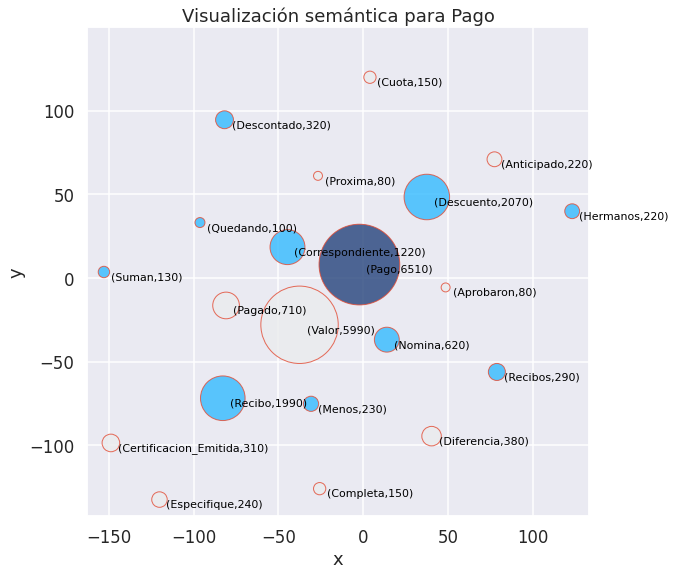 Visualización semántica para Pago
(Cuota,150)
100
(Descontado,320)
(Anticipado,220)
(Proxima,80)
50
(Descuento,2070)
(Hermanos,220)
(Quedando,100)
(Correspondiente,1220)
(Pago,6510)
y
0
(Suman,130)
(Aprobaron,80)
(Pagado,710)
(Valor,5990)
(Nomina,620)
−50
(Recibos,290)
(Recibo,1990)
(Menos,230)
−100
(Certificacion_Emitida,310)
(Diferencia,380)
(Especifique,240)
(Completa,150)
−150 −100 −50 0 50 100
x